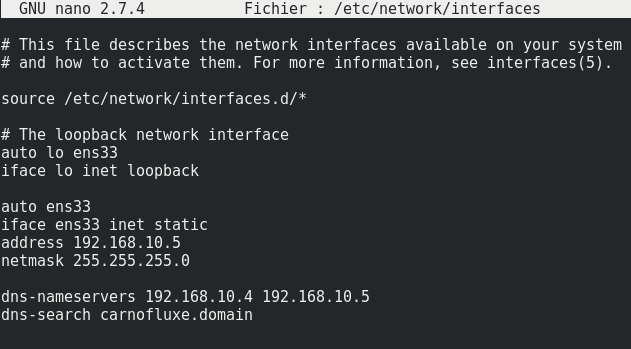 GNU nano 2.7.4 Fichier : /etc/network/interfaces
# This file describes the network interfaces available on your system
# and how to activate them. For more information, see interfaces(5).
source /etc/network/interfaces.d/*
# The loopback network interface
auto lo ens33
iface lo inet loopback
auto ens33
iface ens33 inet static
address 192.168.10.5
netmask 255.255.255.0
dns-nameservers 192.168.10.4 192.168.10.5
dns-search carnofluxe.domain